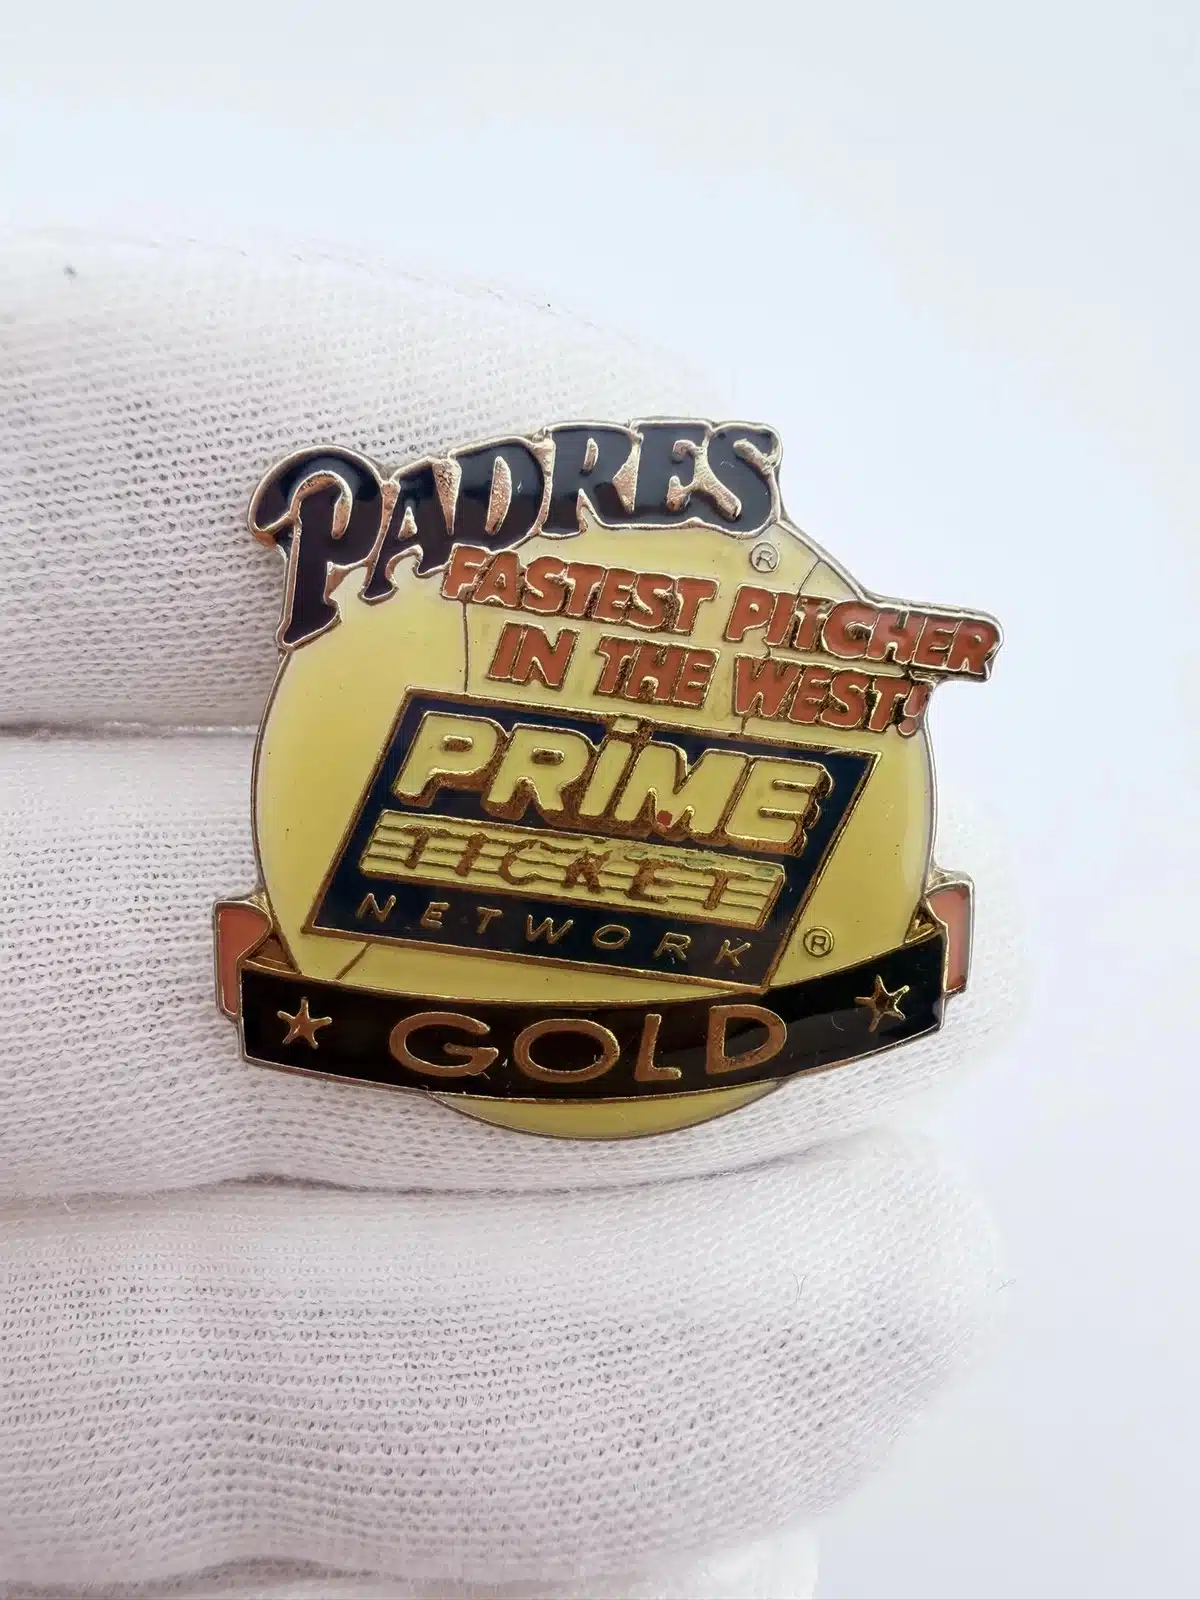 PADRES ®
FASTEST PITCHER
IN THE WEST!
PRiME
TICKET
NETWORK ®
GOLD